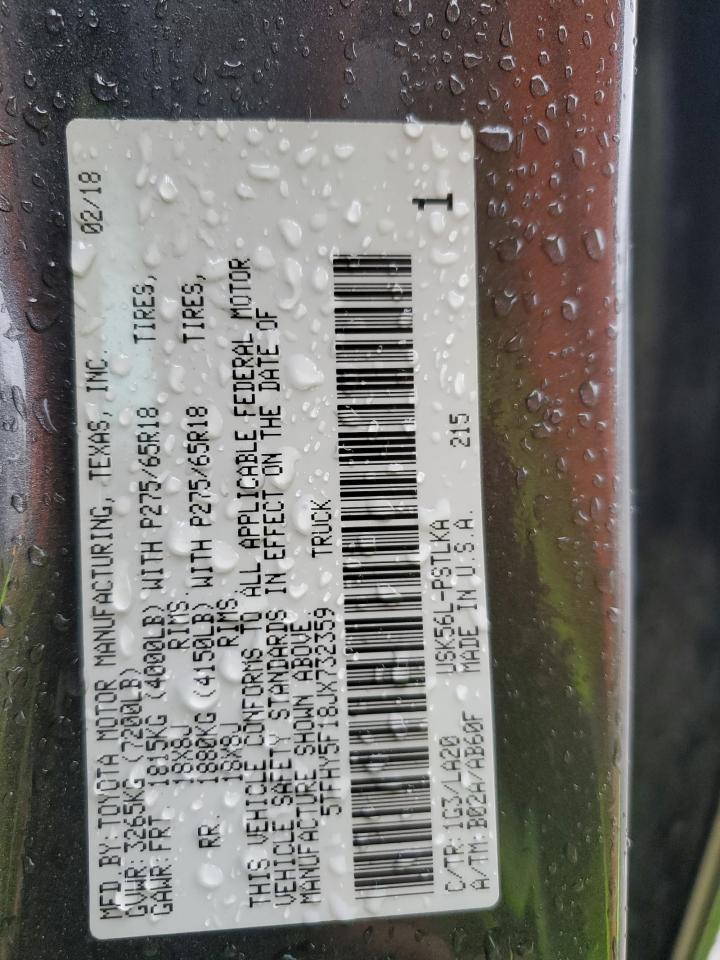 MFD.BY:TOYOTA MOTOR MANUFACTURING, TEXAS, INC. 02/18
GVWR: 3265KG (7200LB)
GAWR: FRT 1815KG (4000LB) WITH P275/65R18 TIRES,
18X8J RIMS.
RR. 1880KG (4150LB) WITH P275/65R18 TIRES,
18X8J RIMS.
THIS VEHICLE CONFORMS TO ALL APPLICABLE FEDERAL MOTOR
VEHICLE SAFETY STANDARDS IN EFFECT ON THE DATE OF
MANUFACTURE SHOWN ABOVE.
5TFHY5F18JX732359 TRUCK
1
C/TR: 1G3/LA20 USK56L-PSTLKA 215
A/TM: B02A/AB60F MADE IN U.S.A.